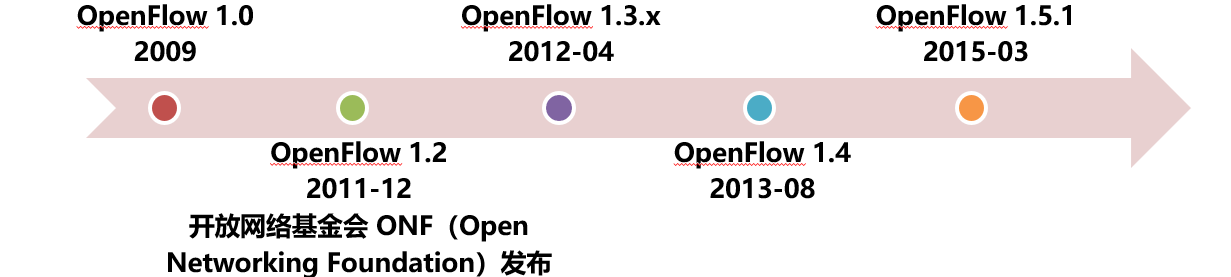 OpenFlow 1.0
2009
OpenFlow 1.2
2011-12
开放网络基金会 ONF（Open
Networking Foundation）发布
OpenFlow 1.3.x
2012-04
OpenFlow 1.4
2013-08
OpenFlow 1.5.1
2015-03